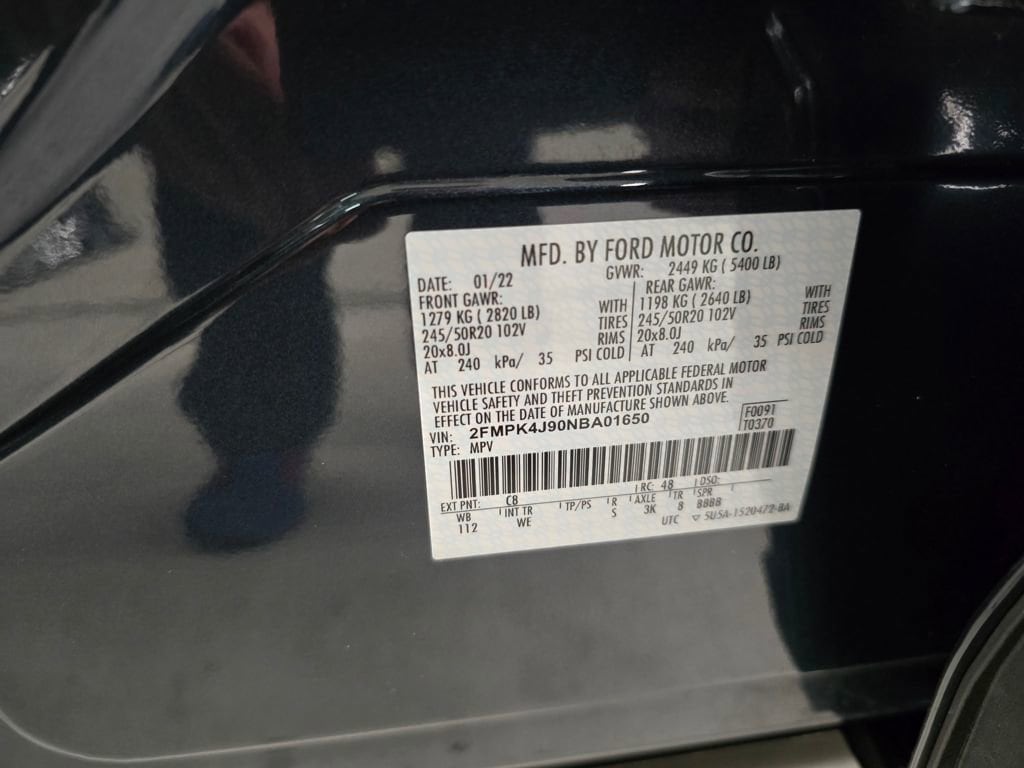 MFD. BY FORD MOTOR CO.
DATE: 01/22 GVWR: 2449 KG ( 5400 LB)
FRONT GAWR: REAR GAWR:
1279 KG ( 2820 LB) WITH 1198 KG ( 2640 LB) WITH
245/50R20 102V TIRES 245/50R20 102V TIRES
20x8.0J RIMS 20x8.0J RIMS
AT 240 kPa/ 35 PSI COLD AT 240 kPa/ 35 PSI COLD
THIS VEHICLE CONFORMS TO ALL APPLICABLE FEDERAL MOTOR
VEHICLE SAFETY AND THEFT PREVENTION STANDARDS IN
EFFECT ON THE DATE OF MANUFACTURE SHOWN ABOVE.
VIN: 2FMPK4J90NBA01650 F0091
TYPE: MPV T0370
EXT PNT: C8 RC: 48 DSO:
WB INT TR TP/PS R AXLE TR SPR
112 WE S 3K 8 BBBB
UTC ▽ 5U5A-1520472-BA